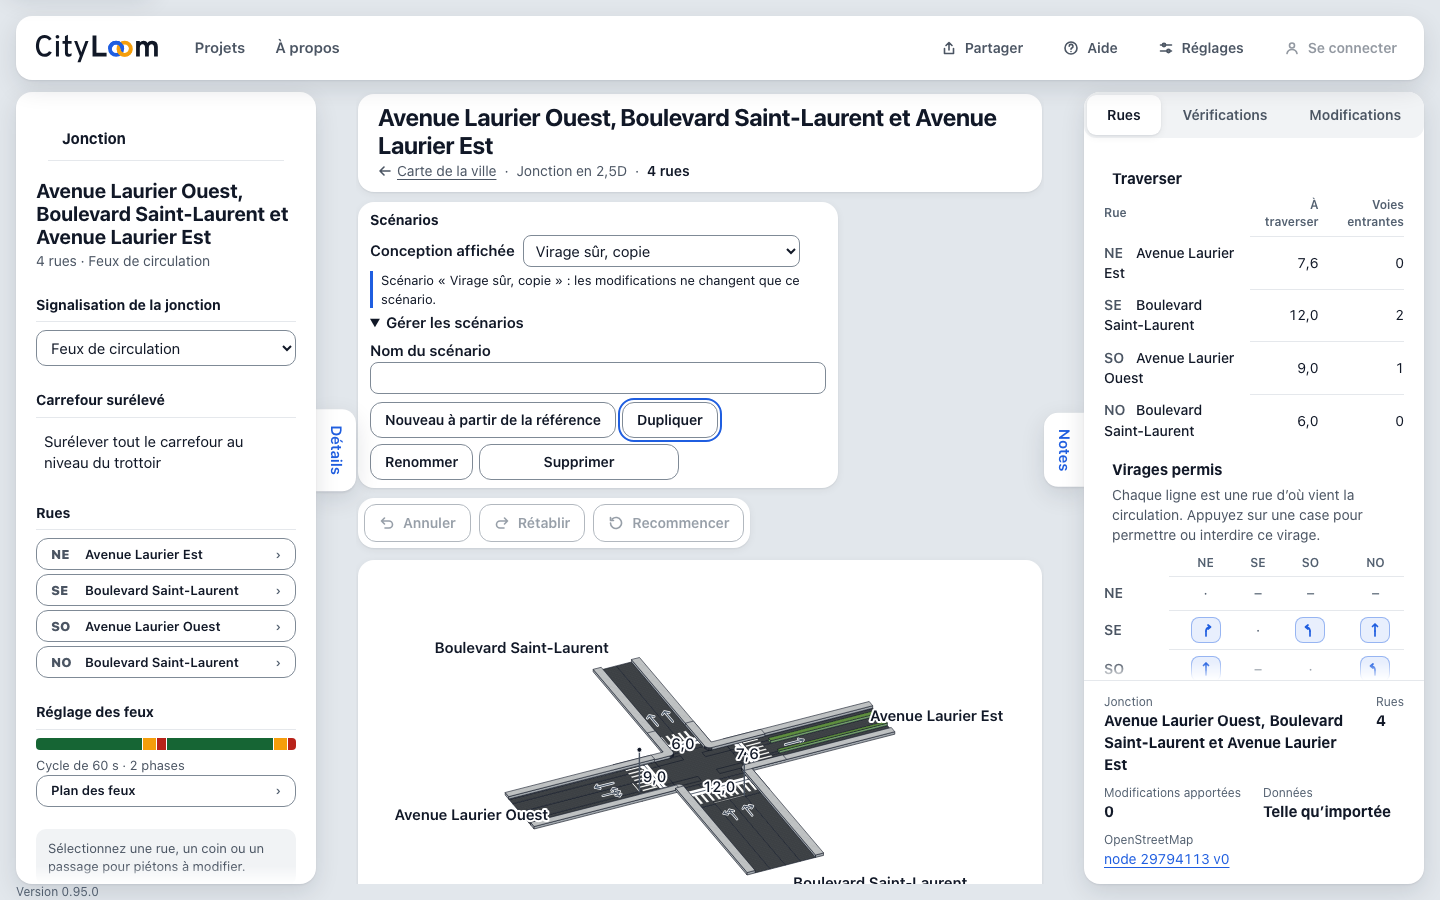 CityLoom
Projets
À propos
Partager
Aide
Réglages
Se connecter
Jonction
Avenue Laurier Ouest,
Boulevard Saint-Laurent et
Avenue Laurier Est
4 rues · Feux de circulation
Signalisation de la jonction
Feux de circulation
Carrefour surélevé
Surélever tout le carrefour au
niveau du trottoir
Rues
NE Avenue Laurier Est ›
SE Boulevard Saint-Laurent ›
SO Avenue Laurier Ouest ›
NO Boulevard Saint-Laurent ›
Réglage des feux
Cycle de 60 s · 2 phases
Plan des feux ›
Sélectionnez une rue, un coin ou un
passage pour piétons à modifier.
Version 0.95.0
Détails
Avenue Laurier Ouest, Boulevard Saint-Laurent et Avenue
Laurier Est
← Carte de la ville · Jonction en 2,5D · 4 rues
Scénarios
Conception affichée Virage sûr, copie
Scénario « Virage sûr, copie » : les modifications ne changent que ce
scénario.
▼ Gérer les scénarios
Nom du scénario
Nouveau à partir de la référence
Dupliquer
Renommer
Supprimer
Annuler
Rétablir
Recommencer
Boulevard Saint-Laurent
Avenue Laurier Est
6,0
7,6
9,0
12,0
Avenue Laurier Ouest
Boulevard Saint-Laurent
Notes
Rues
Vérifications
Modifications
Traverser
Rue À traverser Voies entrantes
NE Avenue Laurier Est 7,6 0
SE Boulevard Saint-Laurent 12,0 2
SO Avenue Laurier Ouest 9,0 1
NO Boulevard Saint-Laurent 6,0 0
Virages permis
Chaque ligne est une rue d’où vient la
circulation. Appuyez sur une case pour
permettre ou interdire ce virage.
NE SE SO NO
NE · – – –
SE ↱ · ↰ ↑
SO ↑ – · ↰
Jonction
Avenue Laurier Ouest, Boulevard
Saint-Laurent et Avenue Laurier
Est
Rues
4
Modifications apportées
0
Données
Telle qu’importée
OpenStreetMap
node 29794113 v0